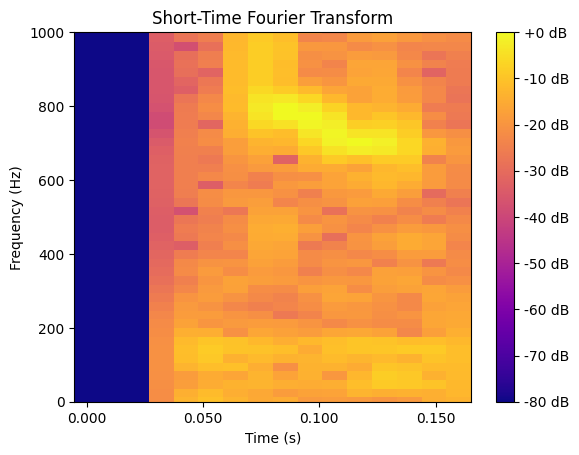 Short-Time Fourier Transform
1000
800
600
400
200
0
Frequency (Hz)
0.000
0.050
0.100
0.150
Time (s)
+0 dB
-10 dB
-20 dB
-30 dB
-40 dB
-50 dB
-60 dB
-70 dB
-80 dB